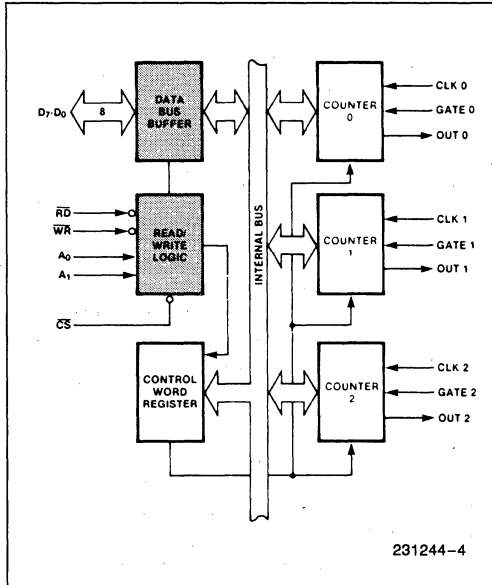 D7-D0
8
DATA
BUS
BUFFER
COUNTER
0
CLK 0
GATE 0
OUT 0
RD
WR
A0
A1
CS
READ/
WRITE
LOGIC
INTERNAL BUS
COUNTER
1
CLK 1
GATE 1
OUT 1
CONTROL
WORD
REGISTER
COUNTER
2
CLK 2
GATE 2
OUT 2
231244-4